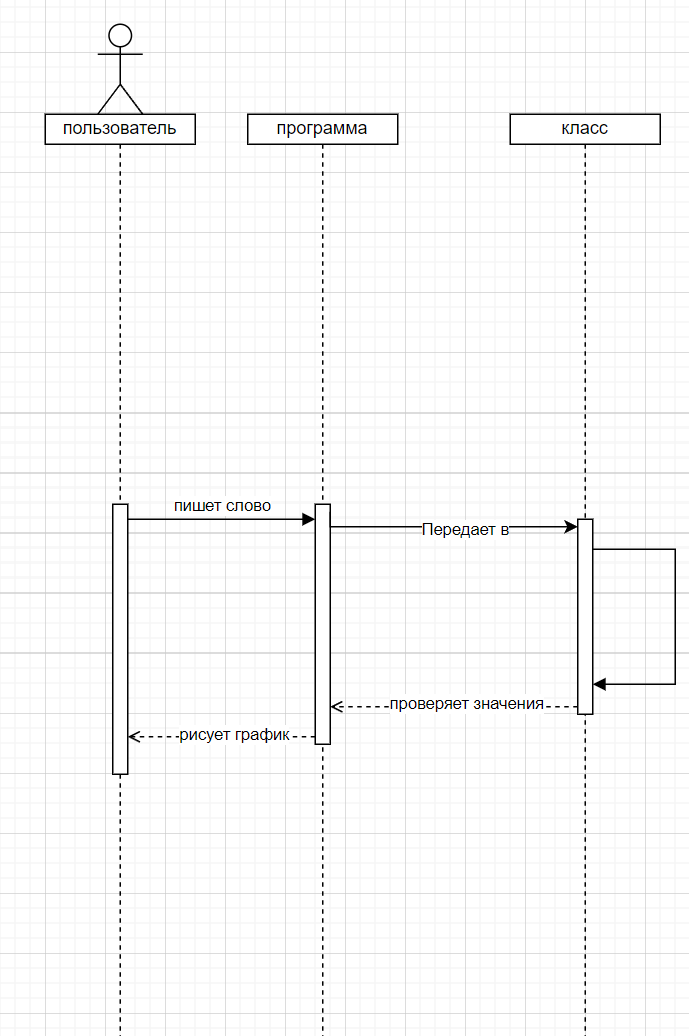 пользователь
программа
класс
пишет слово
Передает в
проверяет значения
рисует график